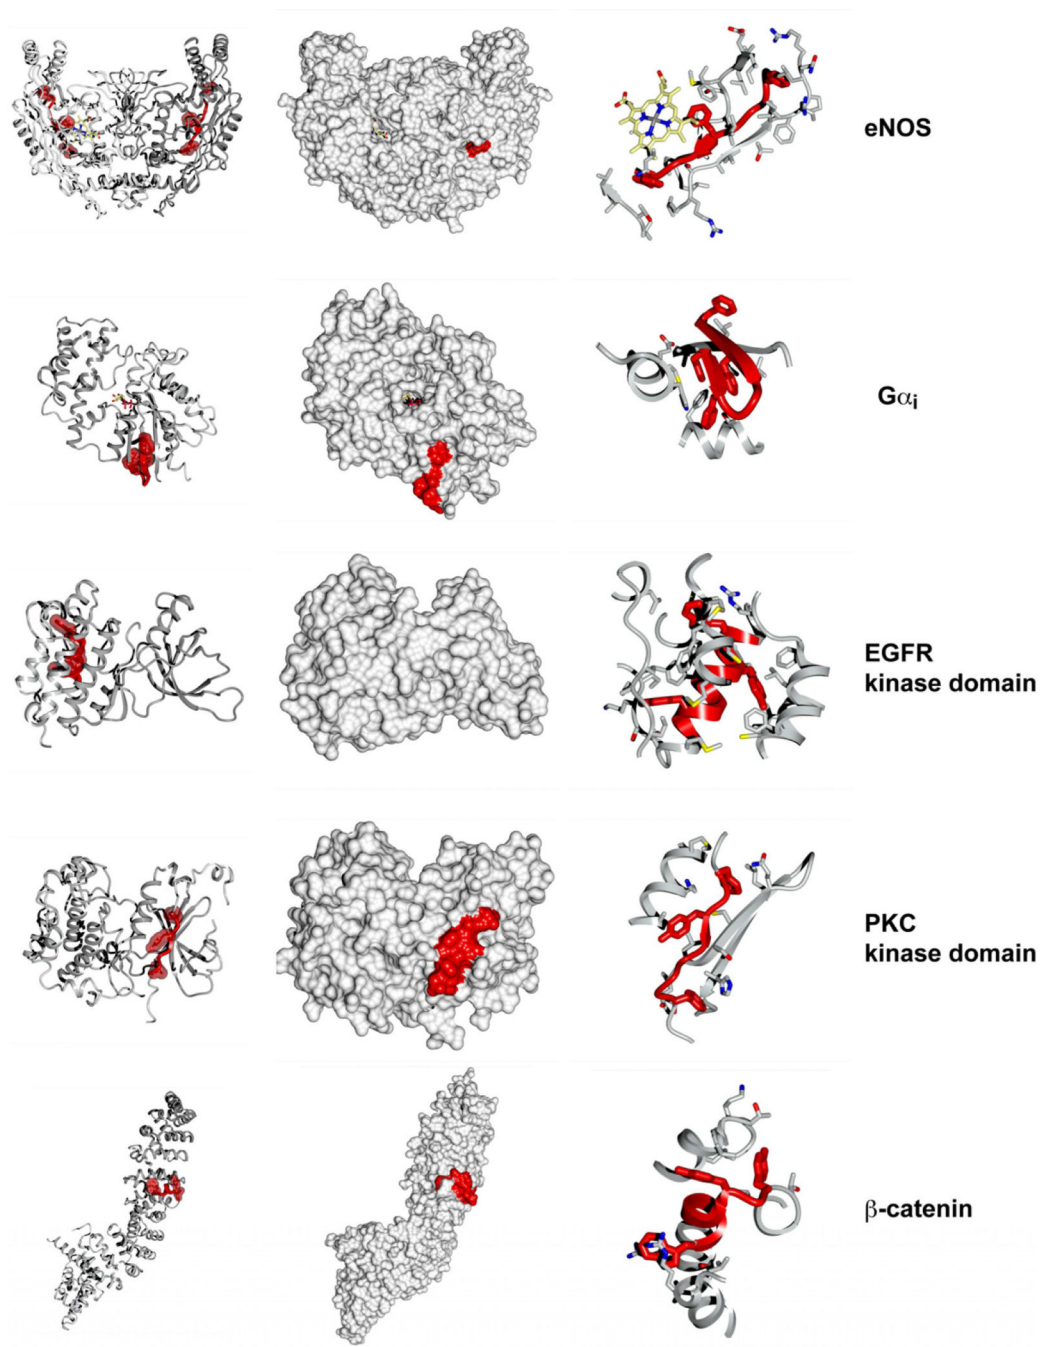 eNOS
Gαi
EGFR
kinase domain
PKC
kinase domain
β-catenin